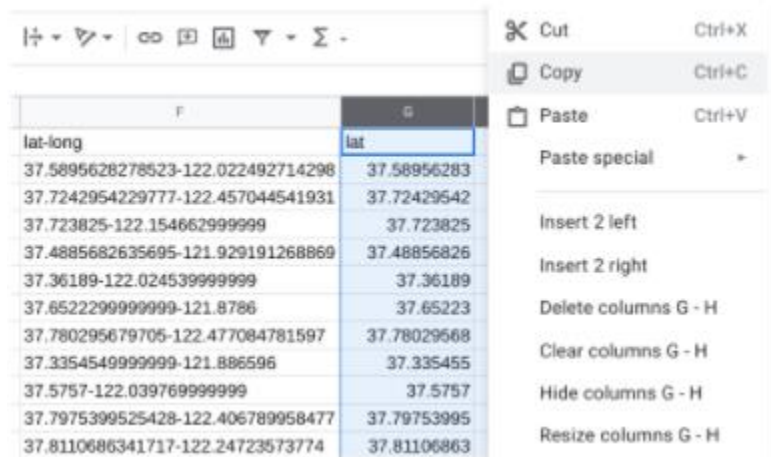 F G
lat-long lat
37.5895628278523-122.022492714298 37.58956283
37.7242954229777-122.457044541931 37.72429542
37.723825-122.154662999999 37.723825
37.4885682635695-121.929191268869 37.48856826
37.36189-122.024539999999 37.36189
37.6522299999999-121.8786 37.65223
37.780295679705-122.477084781597 37.78029568
37.3354549999999-121.886596 37.335455
37.5757-122.039769999999 37.5757
37.7975399525428-122.406789958477 37.79753995
37.8110686341717-122.24723573774 37.81106863
Cut Ctrl+X
Copy Ctrl+C
Paste Ctrl+V
Paste special
Insert 2 left
Insert 2 right
Delete columns G - H
Clear columns G - H
Hide columns G - H
Resize columns G - H